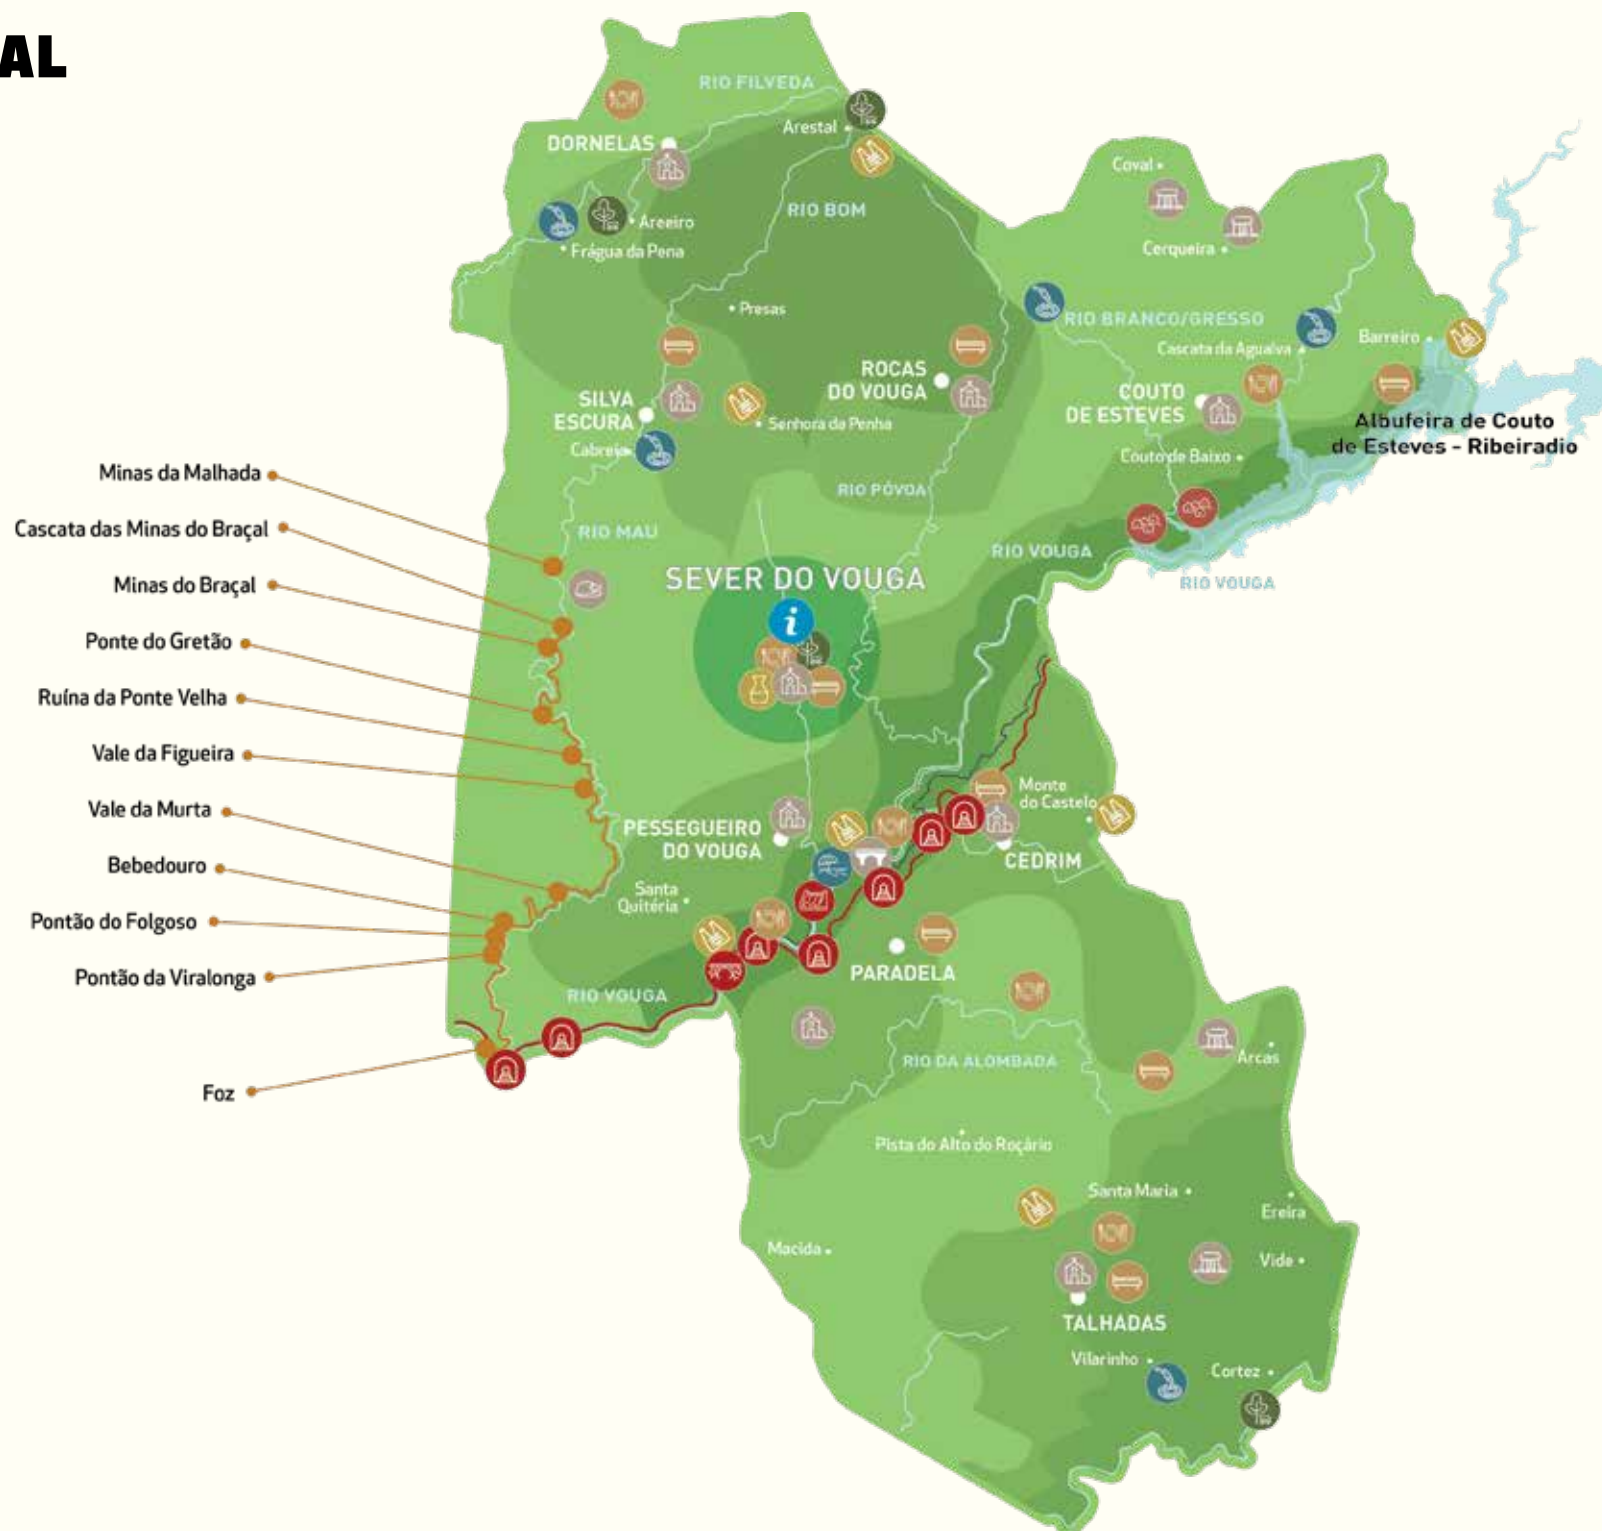 AL
RIO FILVEDA
Arestal
DORNELAS
Coval
RIO BOM
Areeiro
Frágua da Pena
Cerqueira
Presas
RIO BRANCO/GRESSO
Cascata da Agualva
Barreiro
ROCAS
DO VOUGA
SILVA
ESCURA
COUTO
DE ESTEVES
Albufeira de Couto
de Esteves - Ribeiradio
Senhora da Penha
Cabreia
Couto de Baixo
Minas da Malhada
RIO PÓVOA
Cascata das Minas do Braçal
RIO MAU
RIO VOUGA
SEVER DO VOUGA
RIO VOUGA
Minas do Braçal
i
Ponte do Gretão
Ruína da Ponte Velha
Vale da Figueira
Monte
do Castelo
Vale da Murta
PESSEGUEIRO
DO VOUGA
CEDRIM
Bebedouro
Santa
Quitéria
Pontão do Folgoso
PARADELA
Pontão da Viralonga
RIO VOUGA
RIO DA ALOMBADA
Arcas
Foz
Pista do Alto do Roçário
Santa Maria
Ereira
Macida
Vide
TALHADAS
Vilarinho
Cortez